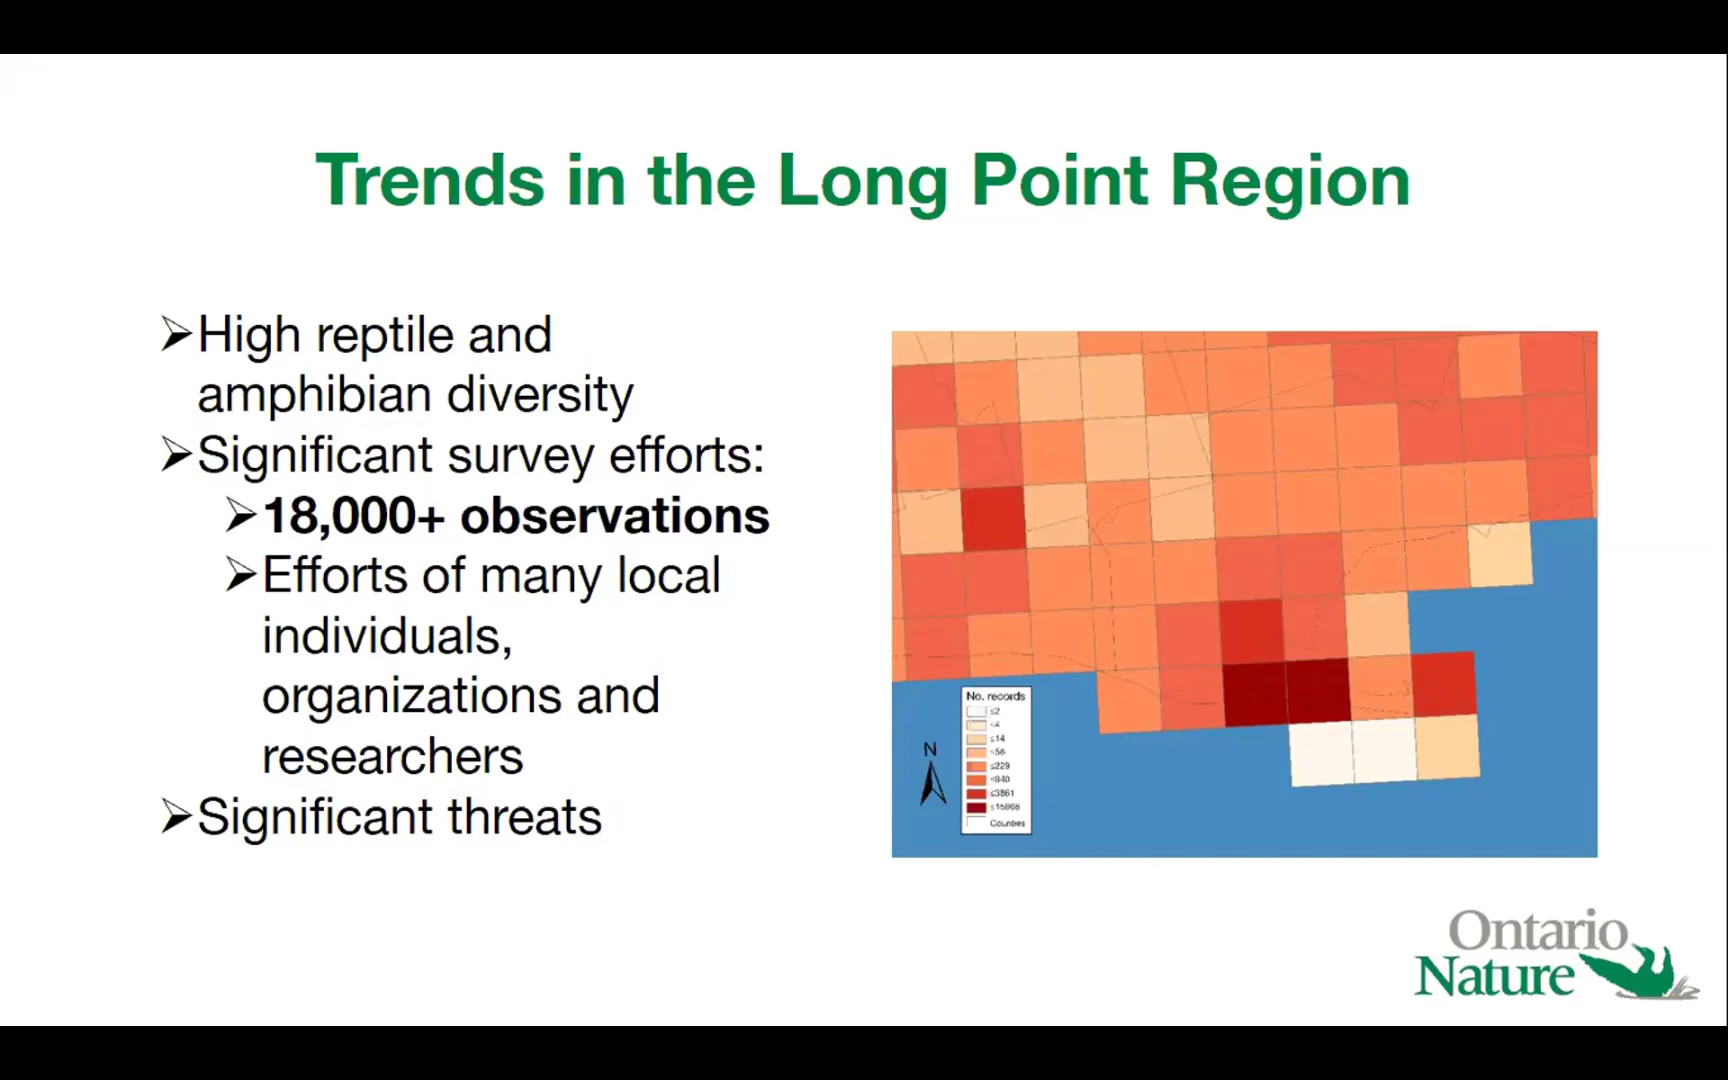 Trends in the Long Point Region
➢High reptile and
amphibian diversity
➢Significant survey efforts:
➢18,000+ observations
➢Efforts of many local
individuals,
organizations and
researchers
➢Significant threats
No. records
≤2
≤14
≤229
≤3861
Counties
N
Ontario
Nature